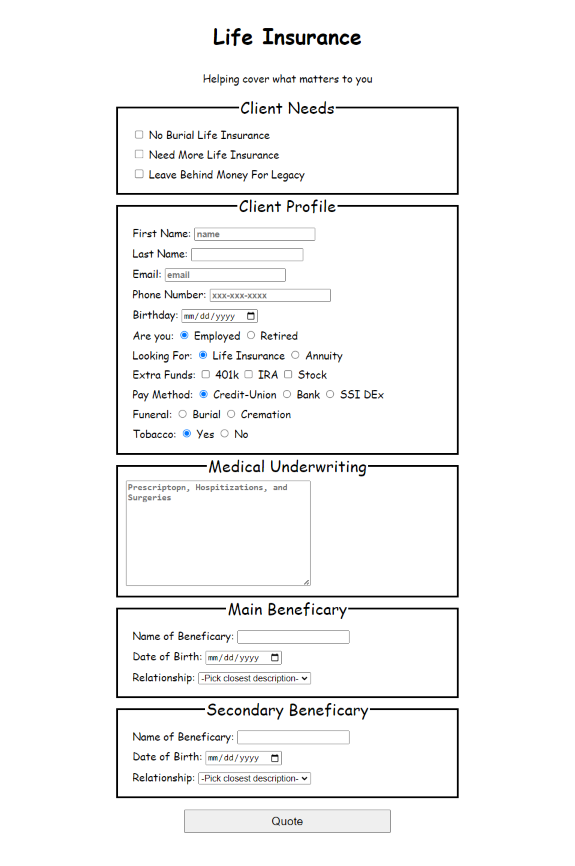 Life Insurance
Helping cover what matters to you
Client Needs
No Burial Life Insurance
Need More Life Insurance
Leave Behind Money For Legacy
Client Profile
First Name: name
Last Name:
Email: email
Phone Number: xxx-xxx-xxxx
Birthday: mm/dd/yyyy
Are you: Employed Retired
Looking For: Life Insurance Annuity
Extra Funds: 401k IRA Stock
Pay Method: Credit-Union Bank SSI DEx
Funeral: Burial Cremation
Tobacco: Yes No
Medical Underwriting
Prescriptopn, Hospitizations, and
Surgeries
Main Beneficary
Name of Beneficary:
Date of Birth: mm/dd/yyyy
Relationship: -Pick closest description-
Secondary Beneficary
Name of Beneficary:
Date of Birth: mm/dd/yyyy
Relationship: -Pick closest description-
Quote